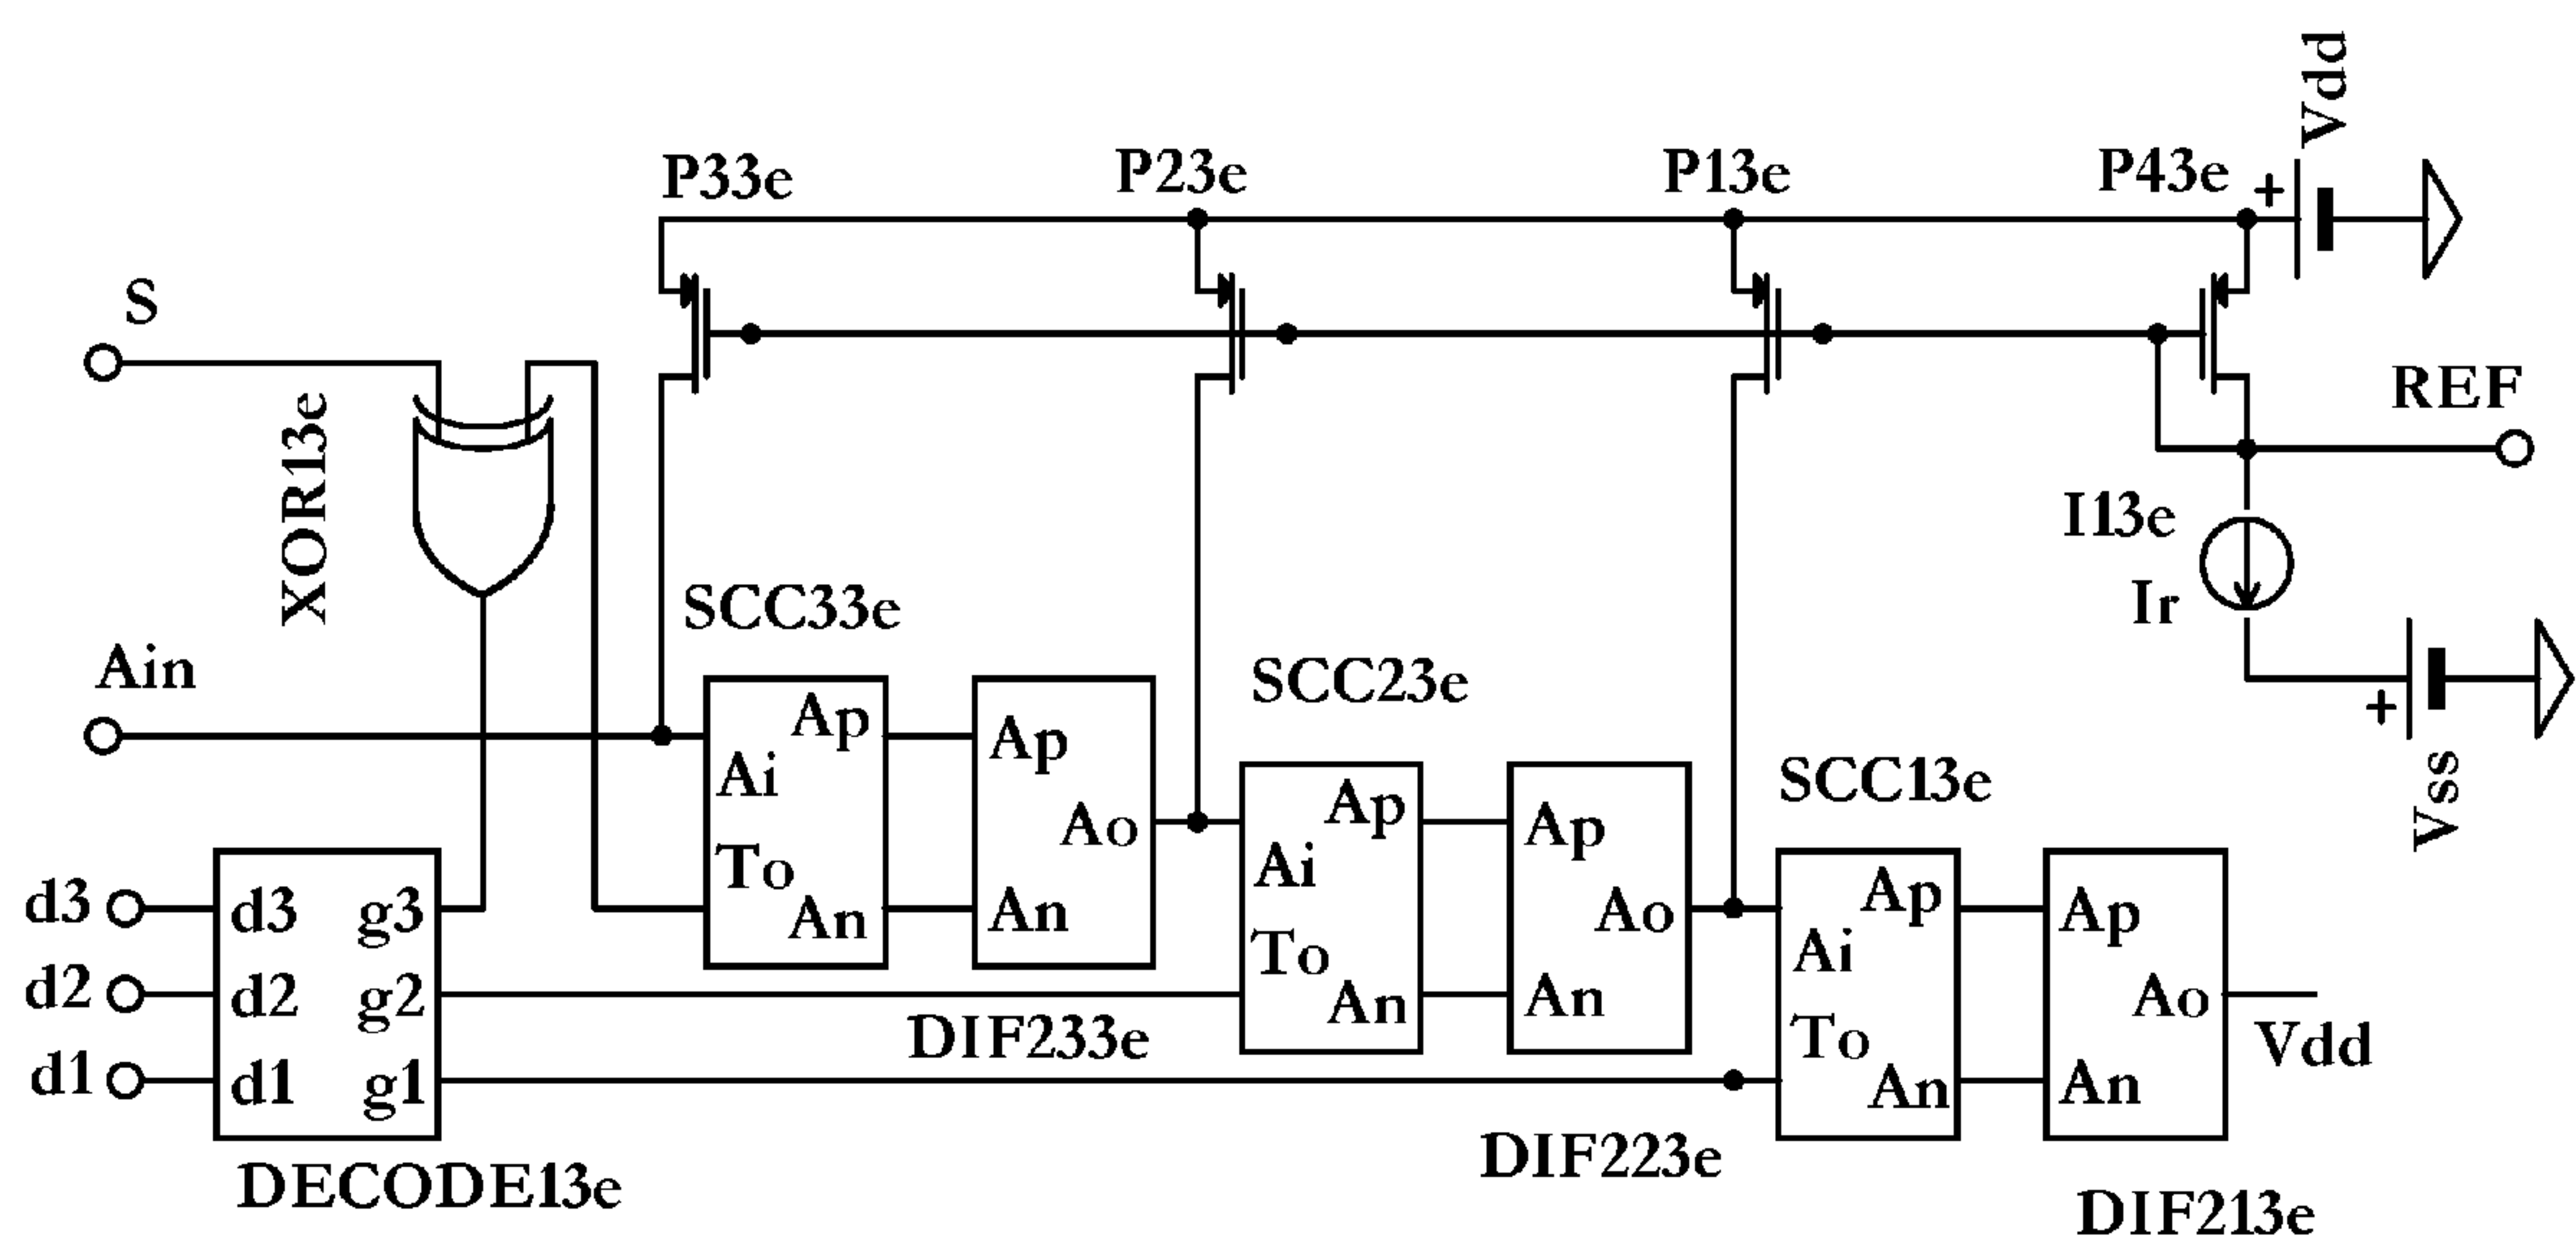 Vdd
P33e
P23e
P13e
P43e
+
S
REF
XOR13e
I13e
Ir
SCC33e
Ain
SCC23e
+
Vss
SCC13e
Ap
Ai
To
An
Ap
Ao
An
Ap
Ai
To
An
Ap
Ao
An
Ap
Ai
To
An
Ap
Ao
An
Vdd
d3
d3
g3
d2
d2
g2
d1
d1
g1
DIF233e
DIF223e
DECODE13e
DIF213e